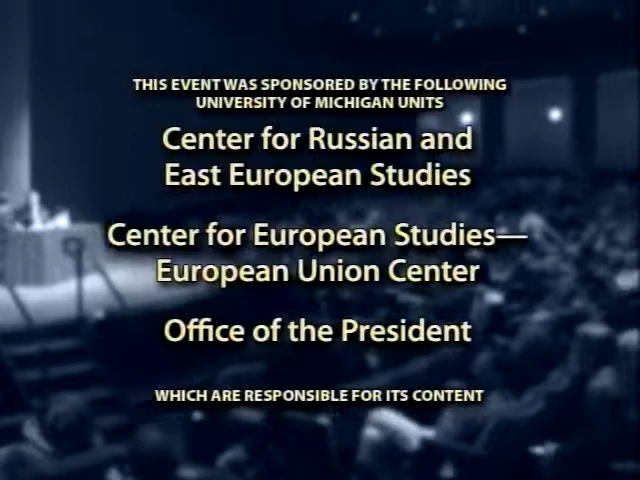 THIS EVENT WAS SPONSORED BY THE FOLLOWING
UNIVERSITY OF MICHIGAN UNITS
Center for Russian and
East European Studies
Center for European Studies—
European Union Center
Office of the President
WHICH ARE RESPONSIBLE FOR ITS CONTENT